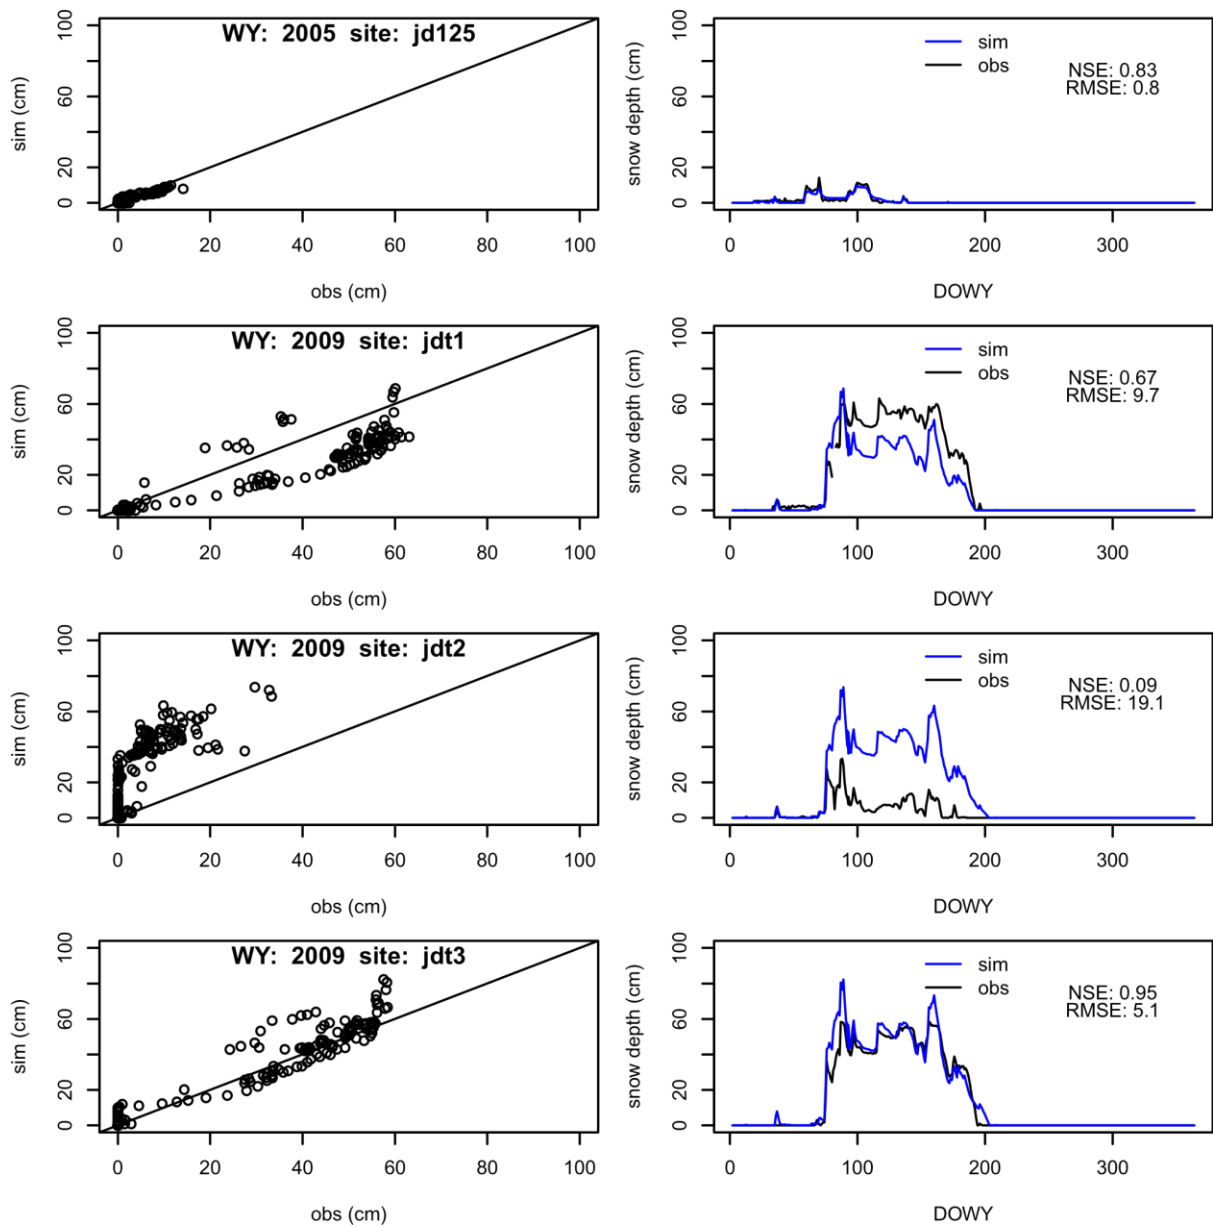 WY: 2005 site: jd125
sim (cm)
0 20 60 100
0 20 40 60 80 100
obs (cm)
snow depth (cm)
0 20 60 100
sim
obs
NSE: 0.83
RMSE: 0.8
0 100 200 300
DOWY
WY: 2009 site: jdt1
sim (cm)
0 20 60 100
0 20 40 60 80 100
obs (cm)
snow depth (cm)
0 20 60 100
sim
obs
NSE: 0.67
RMSE: 9.7
0 100 200 300
DOWY
WY: 2009 site: jdt2
sim (cm)
0 20 60 100
0 20 40 60 80 100
obs (cm)
snow depth (cm)
0 20 60 100
sim
obs
NSE: 0.09
RMSE: 19.1
0 100 200 300
DOWY
WY: 2009 site: jdt3
sim (cm)
0 20 60 100
0 20 40 60 80 100
obs (cm)
snow depth (cm)
0 20 60 100
sim
obs
NSE: 0.95
RMSE: 5.1
0 100 200 300
DOWY